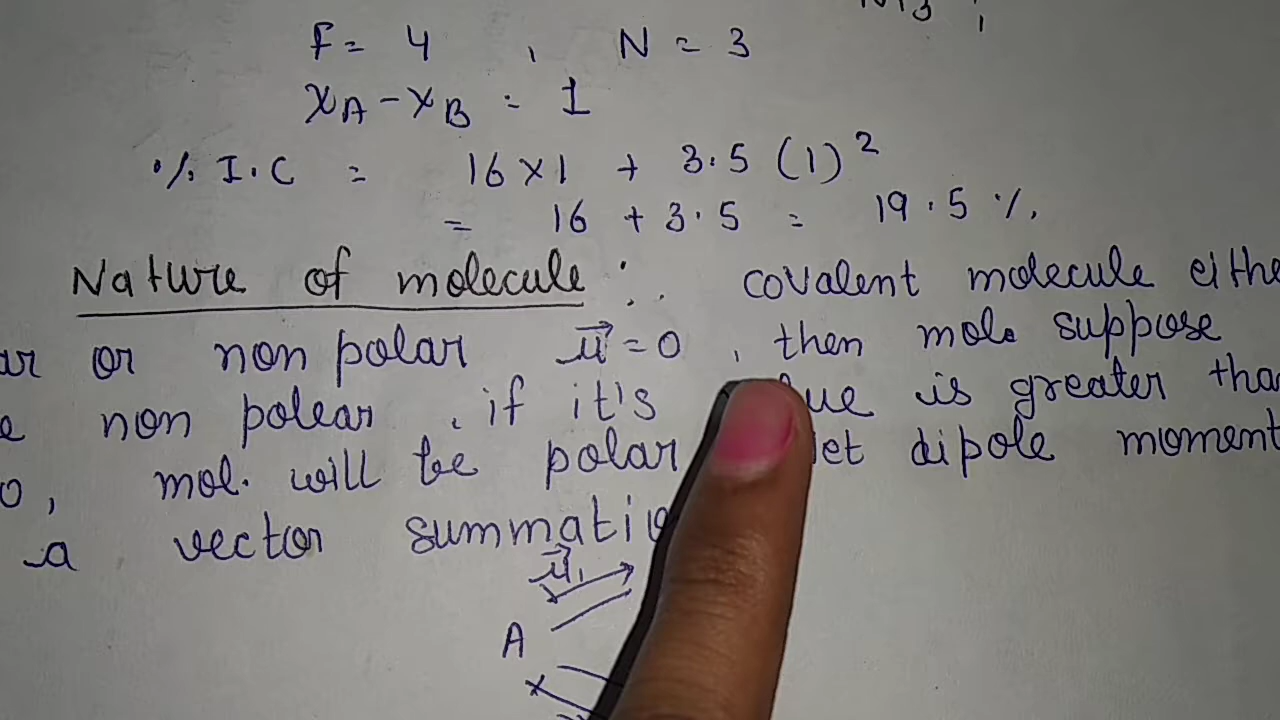 F = 4 , N = 3
χA - χB = 1
% I.C = 16 × 1 + 3.5 (1)²
= 16 + 3.5 = 19.5 %.
Nature of molecule : covalent molecule
or non polar μ⃗ = 0 , then mol. suppose
non polear . if it's is greater
0, mol. will be polar dipole moment
a vector
μ⃗₁
A